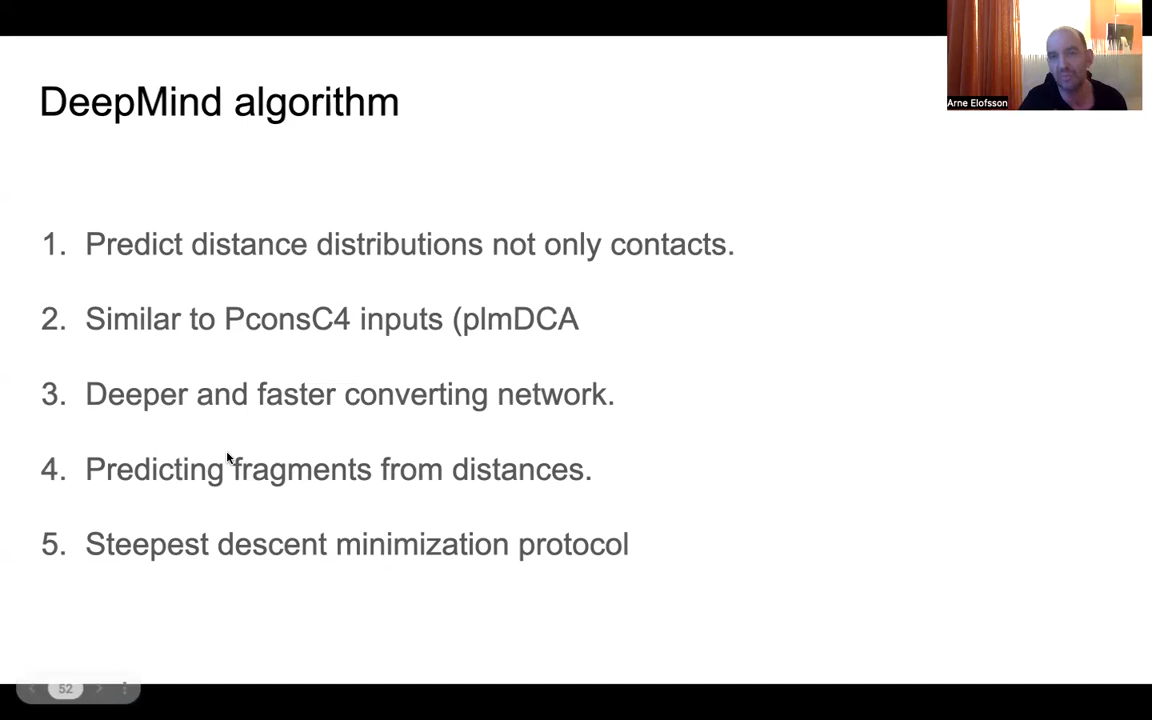 Arne Elofsson
DeepMind algorithm
1. Predict distance distributions not only contacts.
2. Similar to PconsC4 inputs (plmDCA
3. Deeper and faster converting network.
4. Predicting fragments from distances.
5. Steepest descent minimization protocol
52